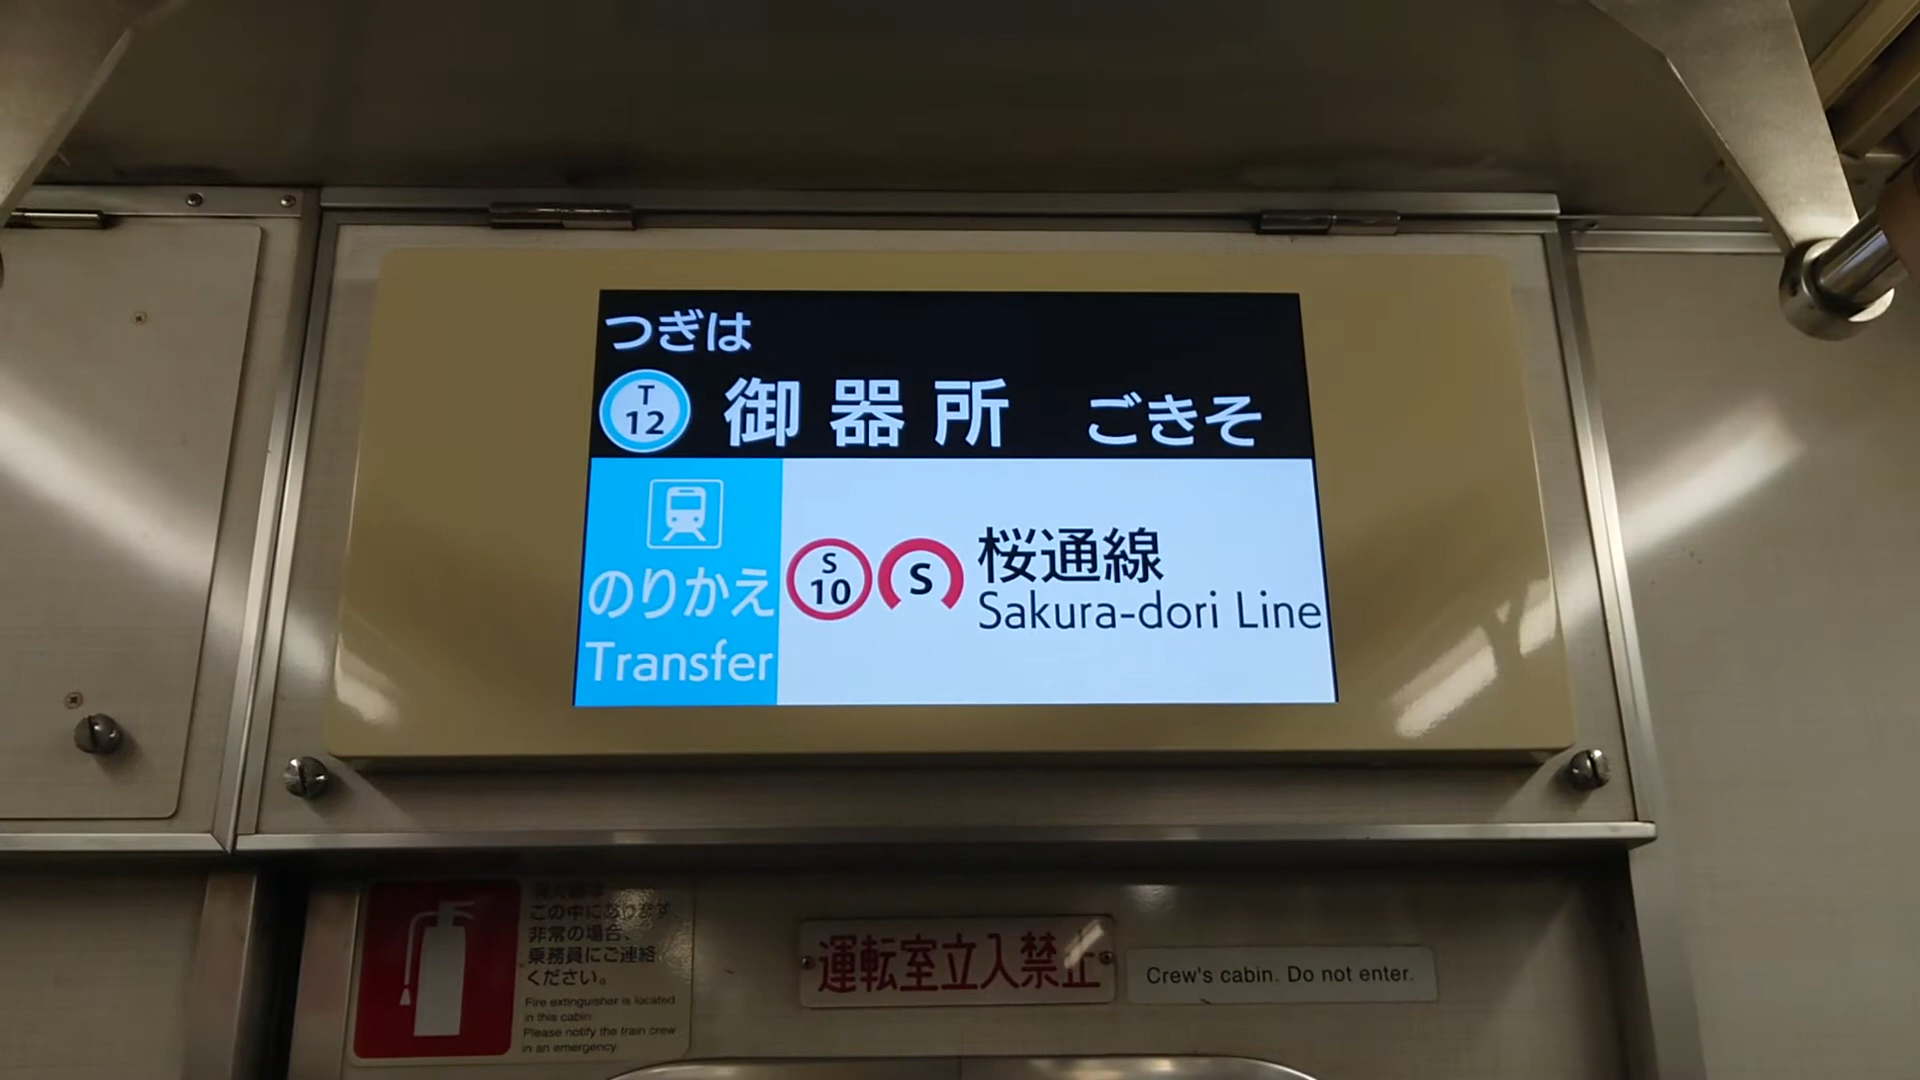 つぎは
T 12 御器所 ごきそ
のりかえ
Transfer
S 10 S 桜通線
Sakura-dori Line
この中にあります
非常の場合、
乗務員にご連絡
ください。
Fire extinguisher is located
in this cabin
Please notify the train crew
in an emergency
運転室立入禁止
Crew's cabin. Do not enter.